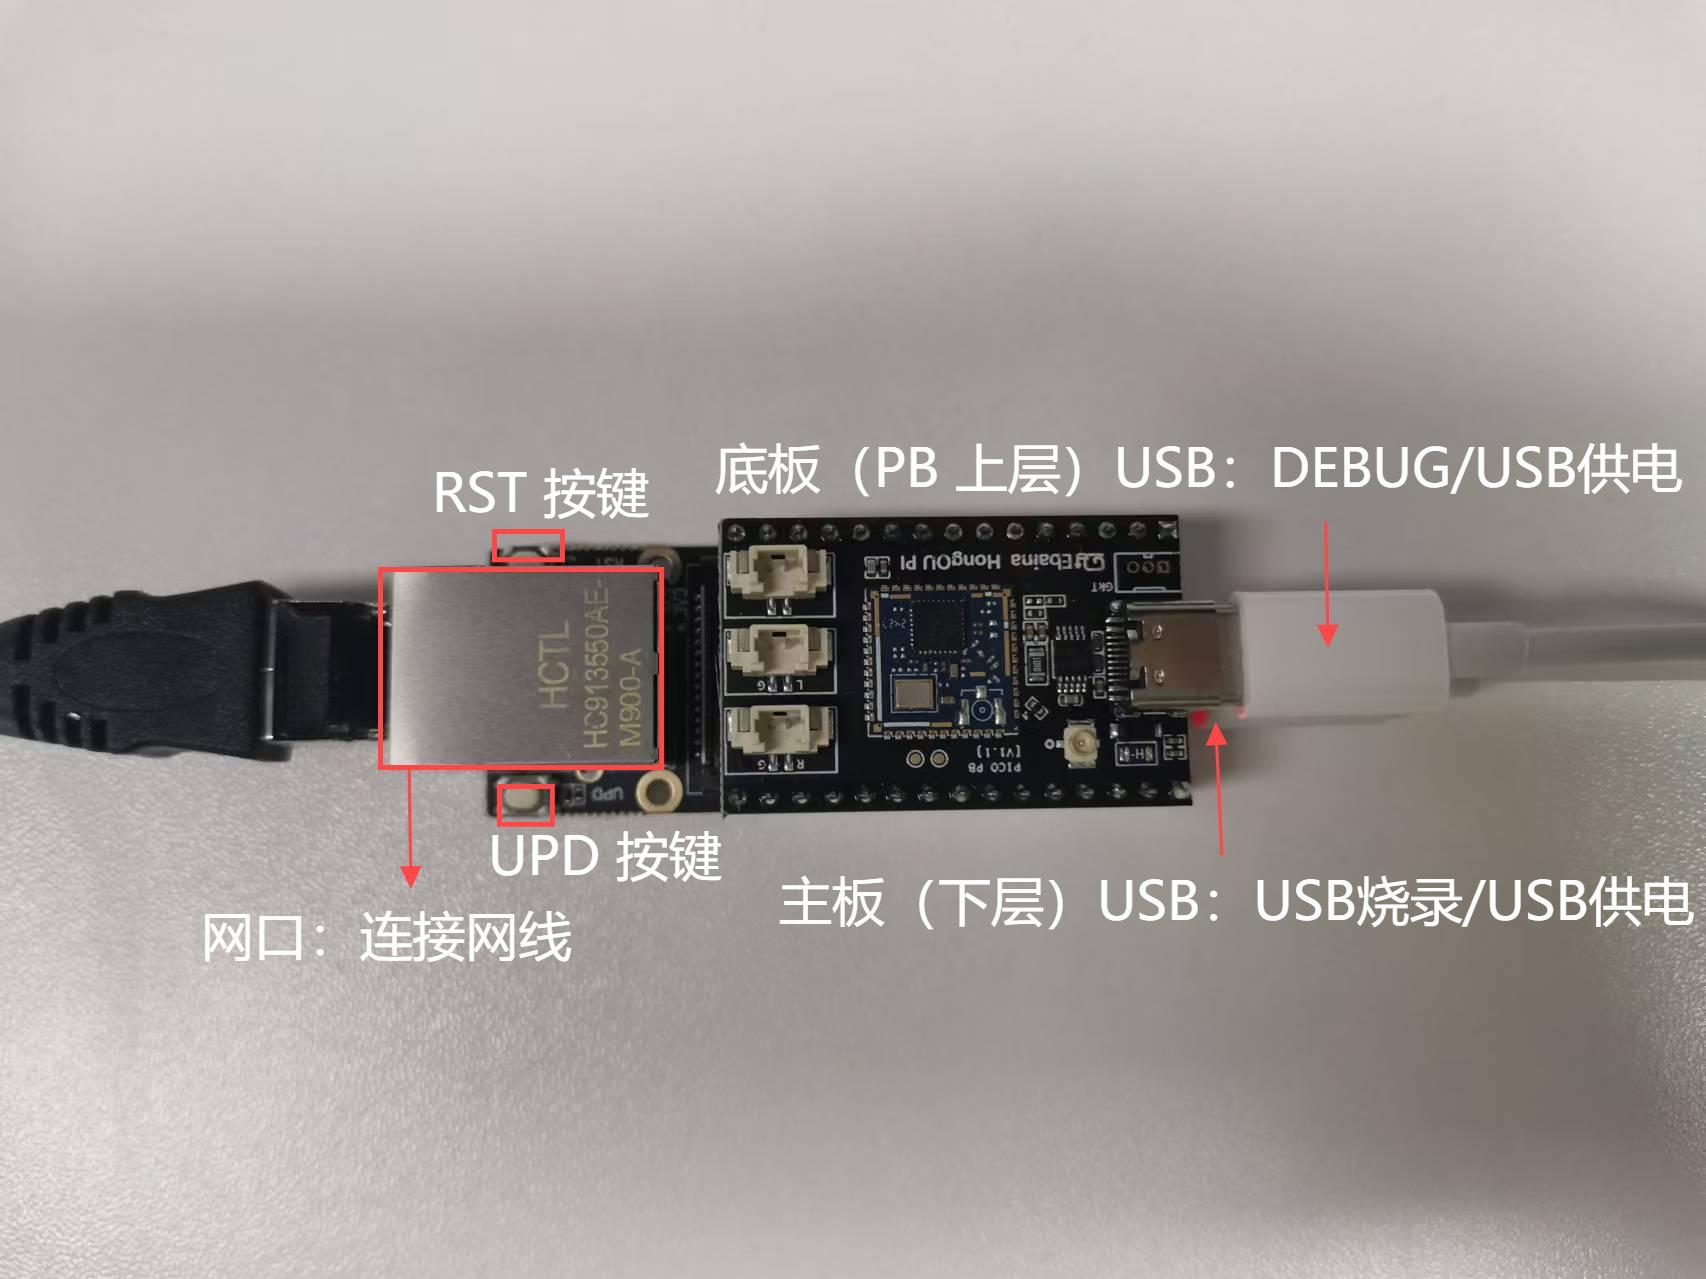 底板（PB 上层）USB：DEBUG/USB供电
RST 按键
Ebaina HongOU PI
GKT
HCTL
HC913550AE-
M900-A
L G
R G
PICO PB
[V1.1]
UPD
UPD 按键
主板（下层）USB：USB烧录/USB供电
网口：连接网线